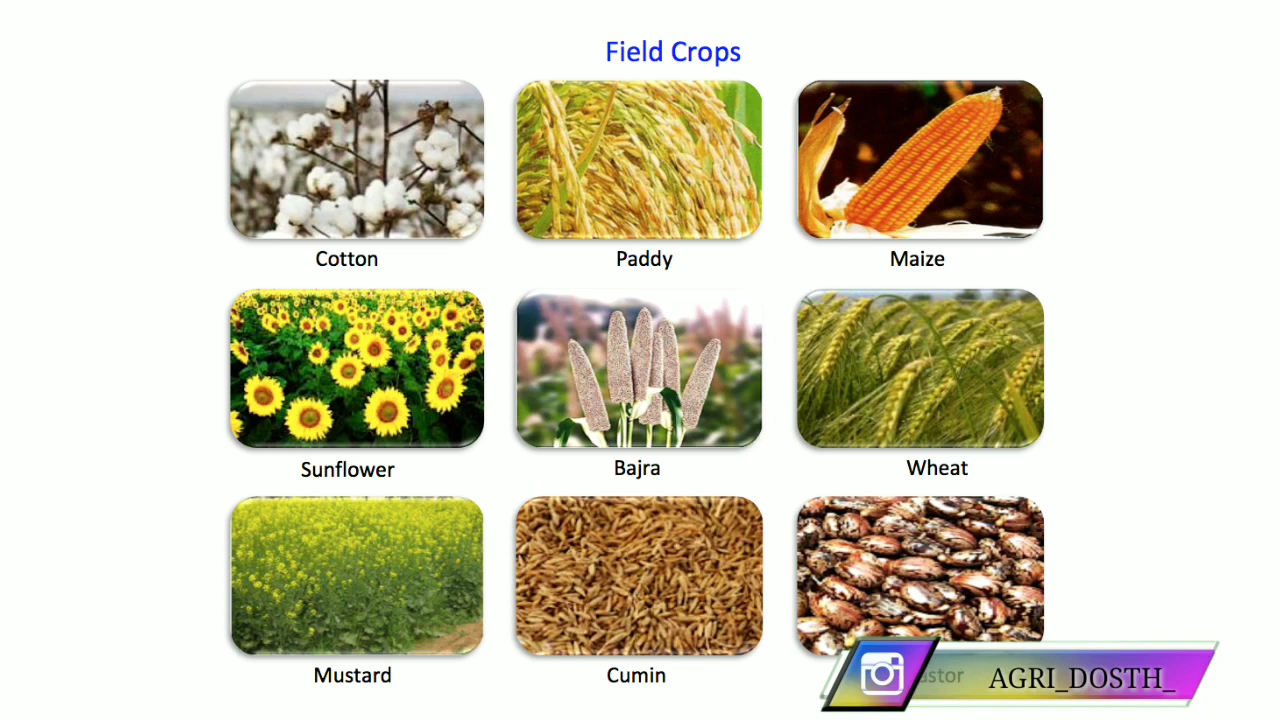 Field Crops
Cotton
Paddy
Maize
Sunflower
Bajra
Wheat
Mustard
Cumin
AGRI_DOSTH_